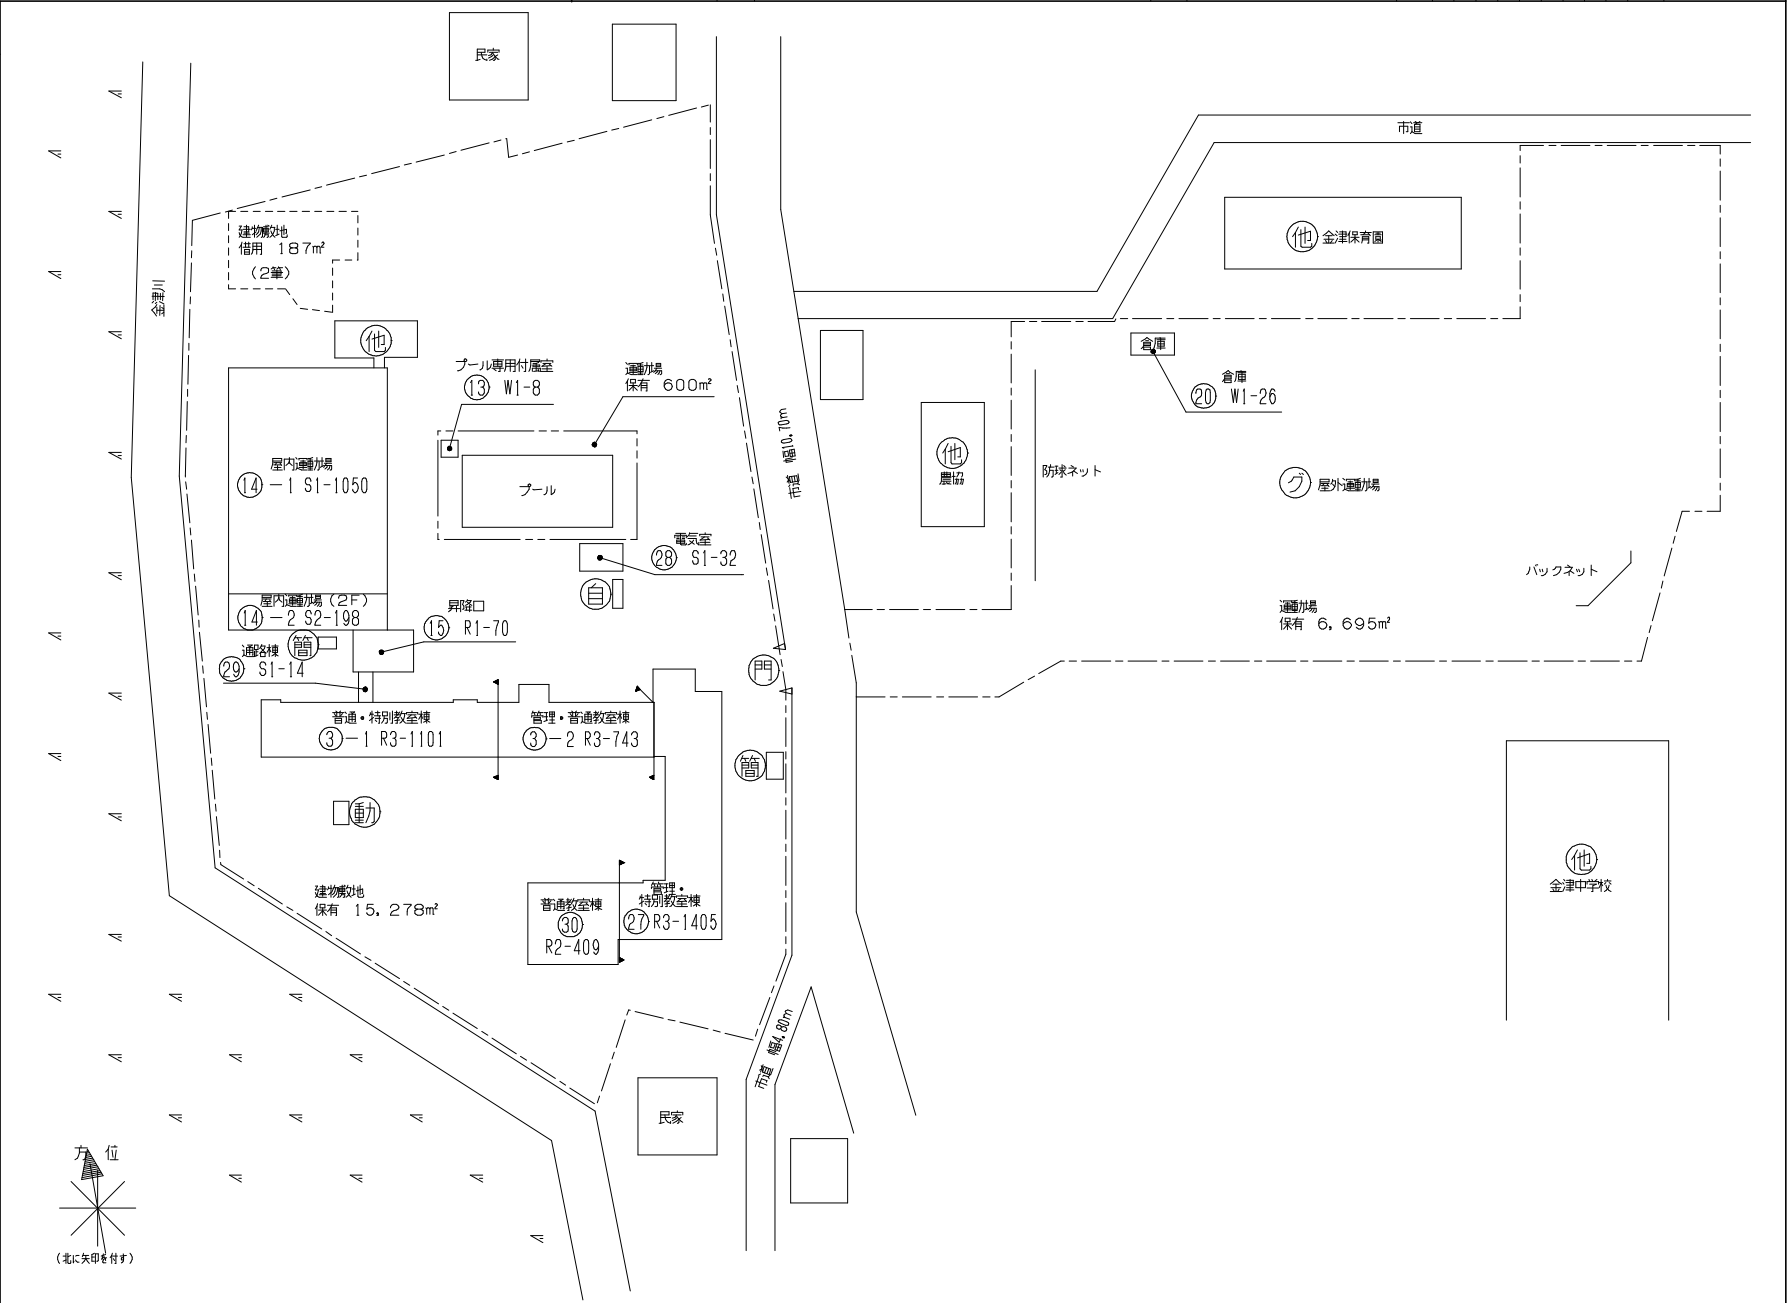 民家
市道
建物敷地
借用 187㎡
(2筆)
金津川
他
他 金津保育園
倉庫
倉庫
⑳ W1-26
プール専用付属室
⑬ W1-8
運動場
保有 600㎡
市道 幅10,70m
他
農協
防球ネット
グ 屋外運動場
屋内運動場
⑭-1 S1-1050
プール
電気室
㉘ S1-32
自
バックネット
運動場
保有 6,695㎡
屋内運動場(2F)
⑭-2 S2-198
昇降口
⑮ R1-70
簡
通路棟
㉙ S1-14
門
普通・特別教室棟
③-1 R3-1101
管理・普通教室棟
③-2 R3-743
簡
動
他
金津中学校
建物敷地
保有 15,278㎡
普通教室棟
㉚
R2-409
管理・
特別教室棟
㉗ R3-1405
市道 幅4,80m
民家
方 位
(北に矢印を付す)